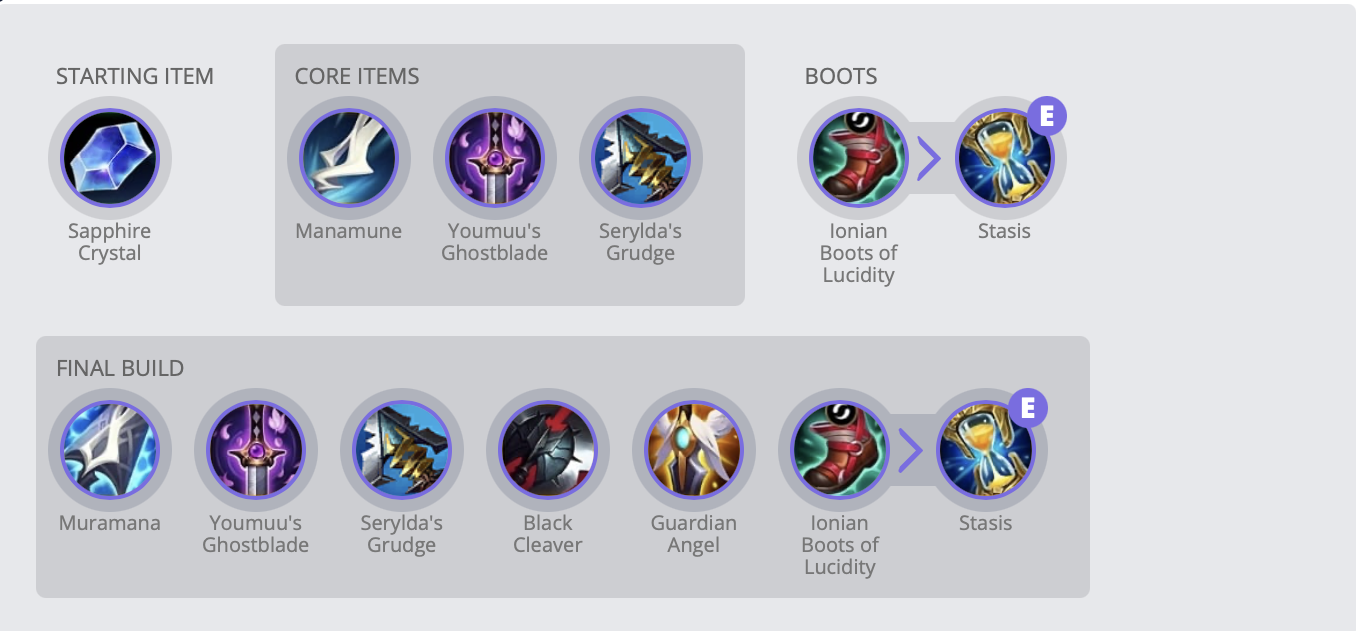 STARTING ITEM
Sapphire
Crystal
CORE ITEMS
Manamune
Youmuu's
Ghostblade
Serylda's
Grudge
BOOTS
Ionian
Boots of
Lucidity
E
Stasis
FINAL BUILD
Muramana
Youmuu's
Ghostblade
Serylda's
Grudge
Black
Cleaver
Guardian
Angel
Ionian
Boots of
Lucidity
E
Stasis